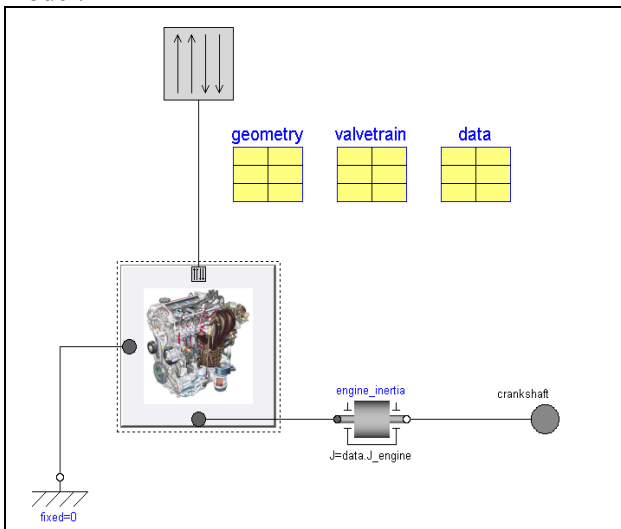 geometry valvetrain data
engine_inertia
crankshaft
J=data.J_engine
fixed=0